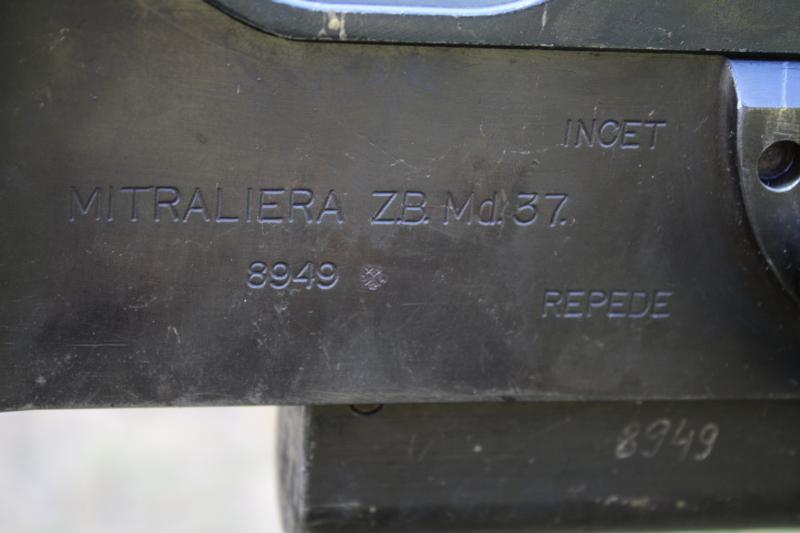 INCET
MITRALIERA Z.B. Md. 37.
8949
REPEDE
8949